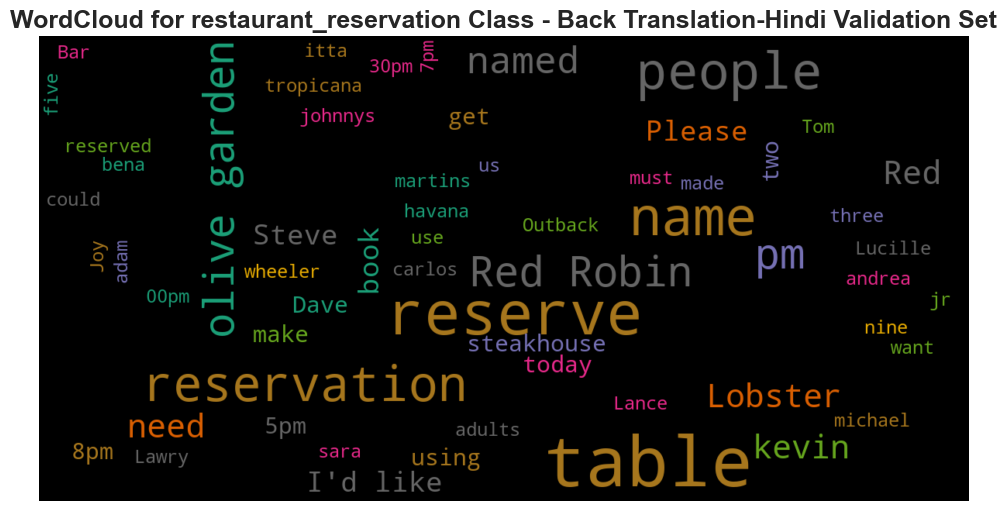 WordCloud for restaurant_reservation Class - Back Translation-Hindi Validation Set
Bar
itta
30pm
7pm
named
people
five
olive garden
tropicana
johnnys
get
Please
Tom
reserved
bena
us
two
Red
martins
must
made
could
havana
name
three
Steve
book
use
Outback
pm
Lucille
Joy
adam
wheeler
carlos
Red Robin
andrea
00pm
Dave
reserve
jr
make
steakhouse
nine
today
want
reservation
Lance
Lobster
need
5pm
adults
michael
8pm
Lawry
sara
using
table
kevin
I'd like